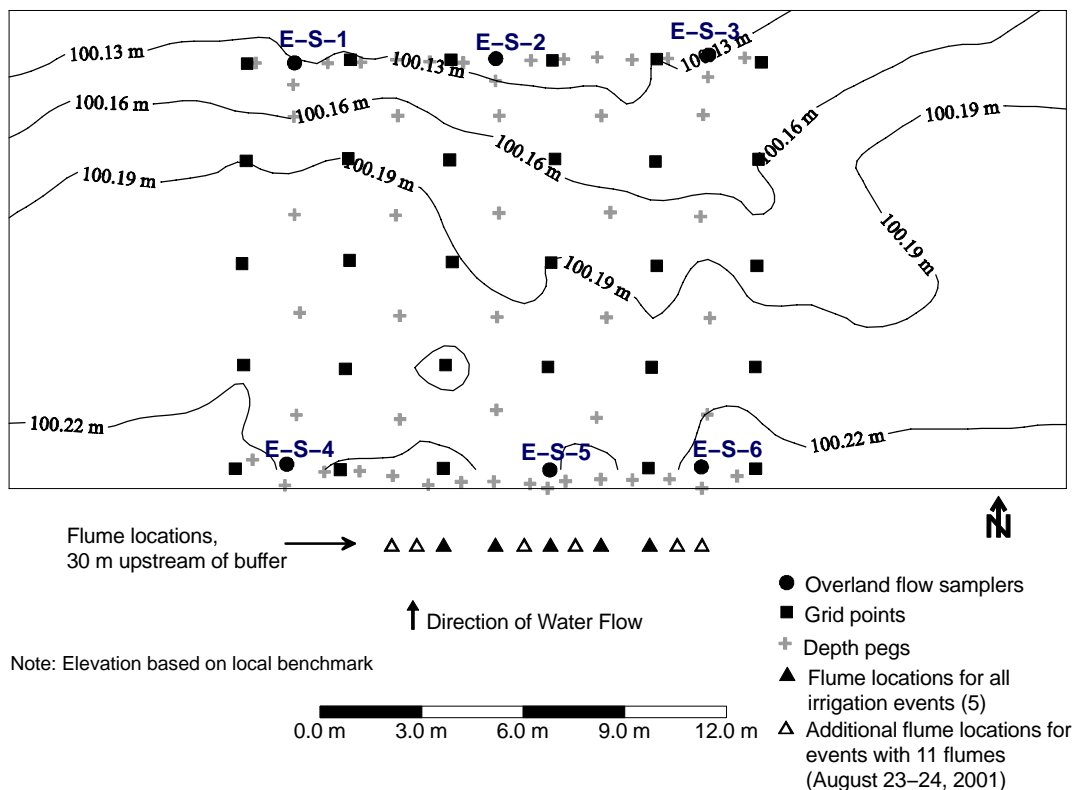 E–S–1
E–S–2
E–S–3
100.13 m
100.13 m
100.13 m
100.16 m
100.16 m
100.16 m
100.16 m
100.19 m
100.19 m
100.19 m
100.19 m
100.19 m
100.22 m
100.22 m
E–S–4
E–S–5
E–S–6
N
Flume locations,
30 m upstream of buffer
Direction of Water Flow
Note: Elevation based on local benchmark
0.0 m 3.0 m 6.0 m 9.0 m 12.0 m
Overland flow samplers
Grid points
Depth pegs
Flume locations for all
irrigation events (5)
Additional flume locations for
events with 11 flumes
(August 23–24, 2001)